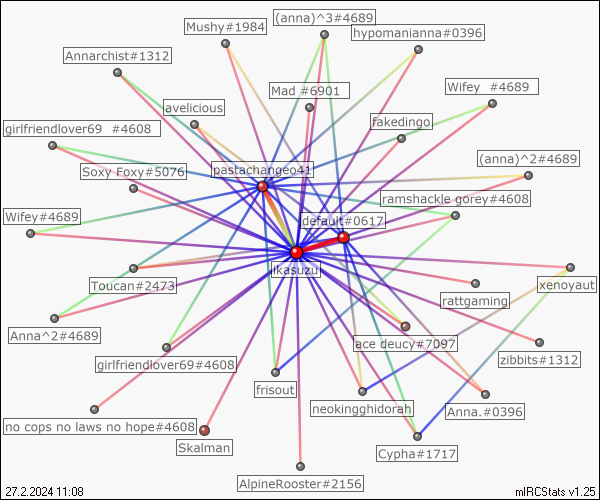 (anna)^3#4689
Mushy#1984
hypomanianna#0396
Annarchist#1312
Mad #6901
Wifey #4689
avelicious
fakedingo
girlfriendlover69 #4608
(anna)^2#4689
pastachangeo41
Soxy Foxy#5076
ramshackle gorey#4608
Wifey#4689
default#0617
jikasuzu
Toucan#2473
xenoyaut
rattgaming
Anna^2#4689
ace deucy#7097
zibbits#1312
girlfriendlover69#4608
frisout
neokingghidorah
Anna.#0396
no cops no laws no hope#4608
Skalman
Cypha#1717
AlpineRooster#2156
27.2.2024 11:08
mIRCStats v1.25